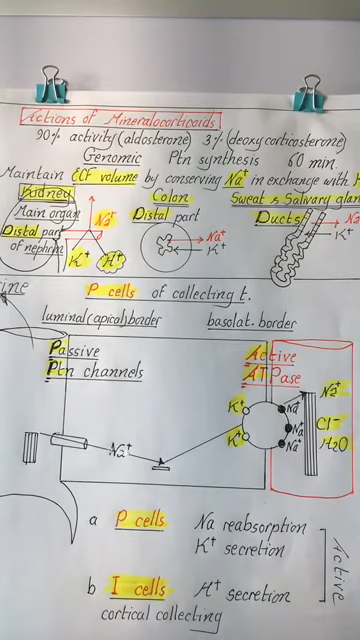 Actions of Mineralocorticoids
90% activity (aldosterone) 3% (deoxycorticosterone)
Genomic Ptn synthesis 60 min.
Maintain ECF volume by conserving Na+ in exchange with H
Kidney
Main organ
Distal part
of nephron
Na+
K+
H+
Colon
Distal part
Na+
K+
Sweat & Salivary glan
Ducts
Na
K+
P cells of collecting t.
luminal (apical) border basolat. border
Passive
Ptn channels
Active
ATPase
Na+
K+
K+
Na+
Na+
Na+
Na+
Cl-
H2O
a P cells Na reabsorption
K+ secretion
b I cells H+ secretion
cortical collecting
Active